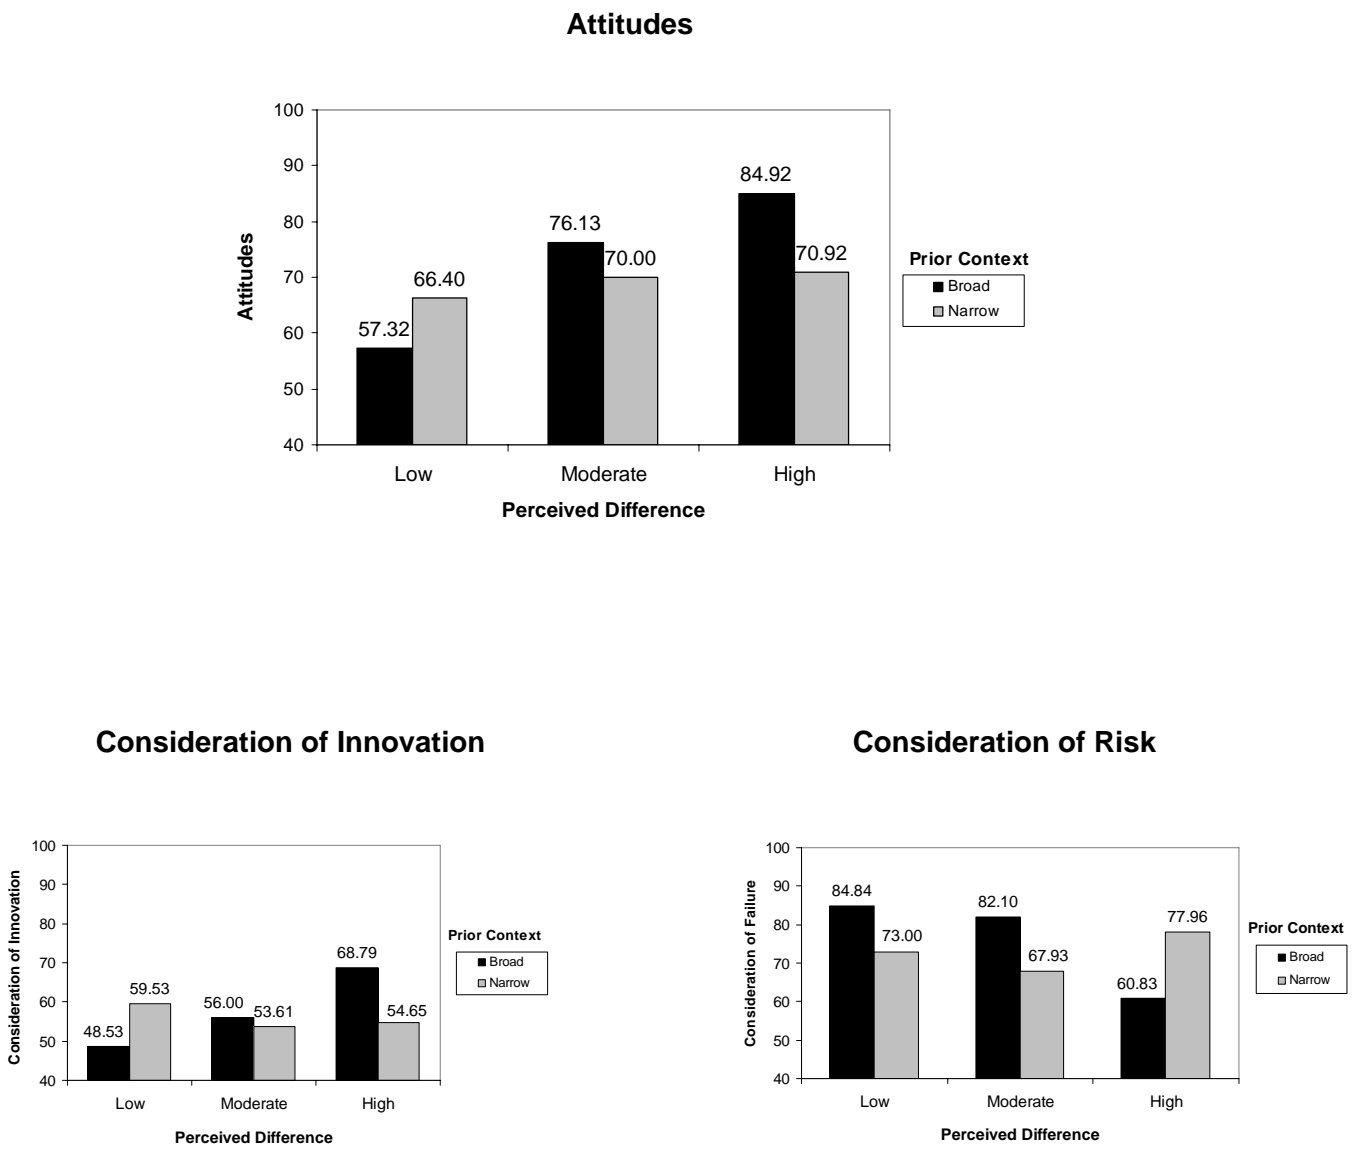 Attitudes
100
90
80
70
60
50
40
Attitudes
57.32
66.40
76.13
70.00
84.92
70.92
Low
Moderate
High
Perceived Difference
Prior Context
Broad
Narrow
Consideration of Innovation
100
90
80
70
60
50
40
Consideration of Innovation
48.53
59.53
56.00
53.61
68.79
54.65
Low
Moderate
High
Perceived Difference
Prior Context
Broad
Narrow
Consideration of Risk
100
90
80
70
60
50
40
Consideration of Failure
84.84
73.00
82.10
67.93
60.83
77.96
Low
Moderate
High
Perceived Difference
Prior Context
Broad
Narrow